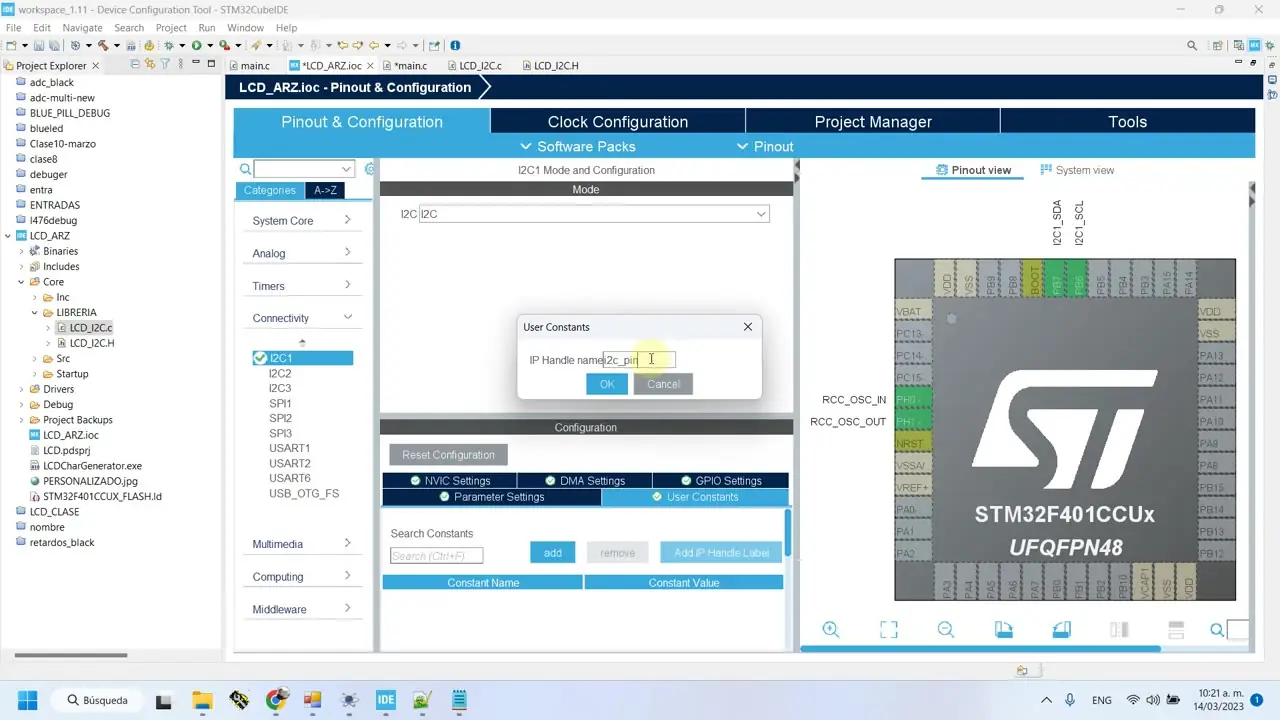 workspace_1.11 - Device Configuration Tool - STM32CubeIDE
File Edit Navigate Search Project Run Window Help
Project Explorer
main.c
*LCD_ARZ.ioc
*main.c
LCD_I2C.c
LCD_I2C.H
adc_black
adc-multi-new
BLUE_PILL_DEBUG
blueled
Clase10-marzo
clase8
debuger
entra
ENTRADAS
l476debug
LCD_ARZ
Binaries
Includes
Core
Inc
LIBRERIA
LCD_I2C.c
LCD_I2C.H
Src
Startup
Drivers
Debug
Project Backups
LCD_ARZ.ioc
LCD.pdsprj
LCDCharGenerator.exe
PERSONALIZADO.jpg
STM32F401CCUX_FLASH.ld
LCD_CLASE
nombre
retardos_black
LCD_ARZ.ioc - Pinout & Configuration
Pinout & Configuration
Clock Configuration
Project Manager
Tools
Software Packs
Pinout
Categories
A->Z
System Core
Analog
Timers
Connectivity
I2C1
I2C2
I2C3
SPI1
SPI2
SPI3
USART1
USART2
USART6
USB_OTG_FS
Multimedia
Computing
Middleware
I2C1 Mode and Configuration
Mode
I2C I2C
User Constants
IP Handle name i2c_pin
OK
Cancel
Configuration
Reset Configuration
NVIC Settings
DMA Settings
GPIO Settings
Parameter Settings
User Constants
Search Constants
Search (Ctrl+F)
add
remove
Add IP Handle Label
Constant Name
Constant Value
Pinout view
System view
I2C1_SDA
I2C1_SCL
VDD
VSS
PB9
PB8
BOOT
PB7
PB6
PB5
PB4
PB3
PA15
PA14
VBAT
PC13-
PC14-
PC15-
RCC_OSC_IN
PH0 -
RCC_OSC_OUT
PH1 -
NRST
VSSA/
VREF+
PA0-
PA1
PA2
VDD
VSS
PA13
PA12
PA11
PA10
PA9
PA8
PB15
PB14
PB13
PB12
PA3
PA4
PA5
PA6
PA7
PB0
PB1
PB2
PB10
VCAP1
VSS
VDD
STM32F401CCUx
UFQFPN48
Búsqueda
IDE
ENG
10:21 a. m.
14/03/2023